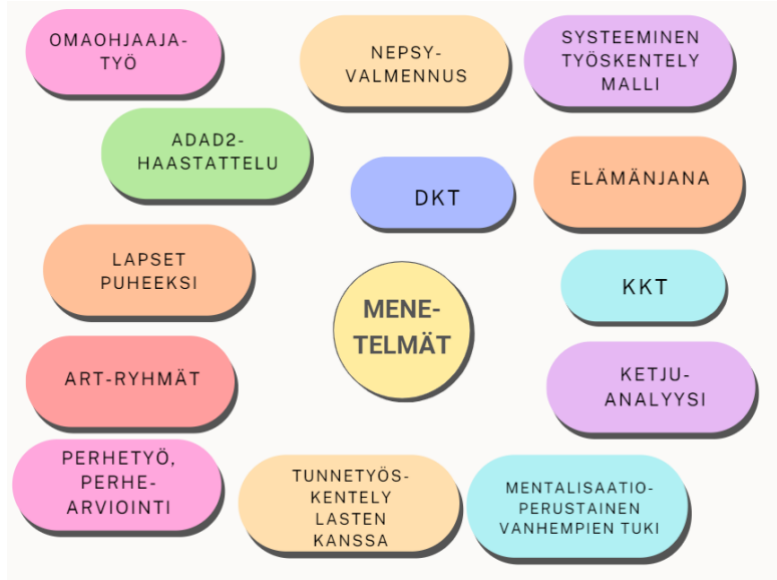 OMAOHJAAJA-
TYÖ
NEPSY-
VALMENNUS
SYSTEEMINEN
TYÖSKENTELY
MALLI
ADAD2-
HAASTATTELU
DKT
ELÄMÄNJANA
LAPSET
PUHEEKSI
MENE-
TELMÄT
KKT
ART-RYHMÄT
KETJU-
ANALYYSI
PERHETYÖ,
PERHE-
ARVIOINTI
TUNNETYÖS-
KENTELY
LASTEN
KANSSA
MENTALISAATIO-
PERUSTAINEN
VANHEMPIEN TUKI